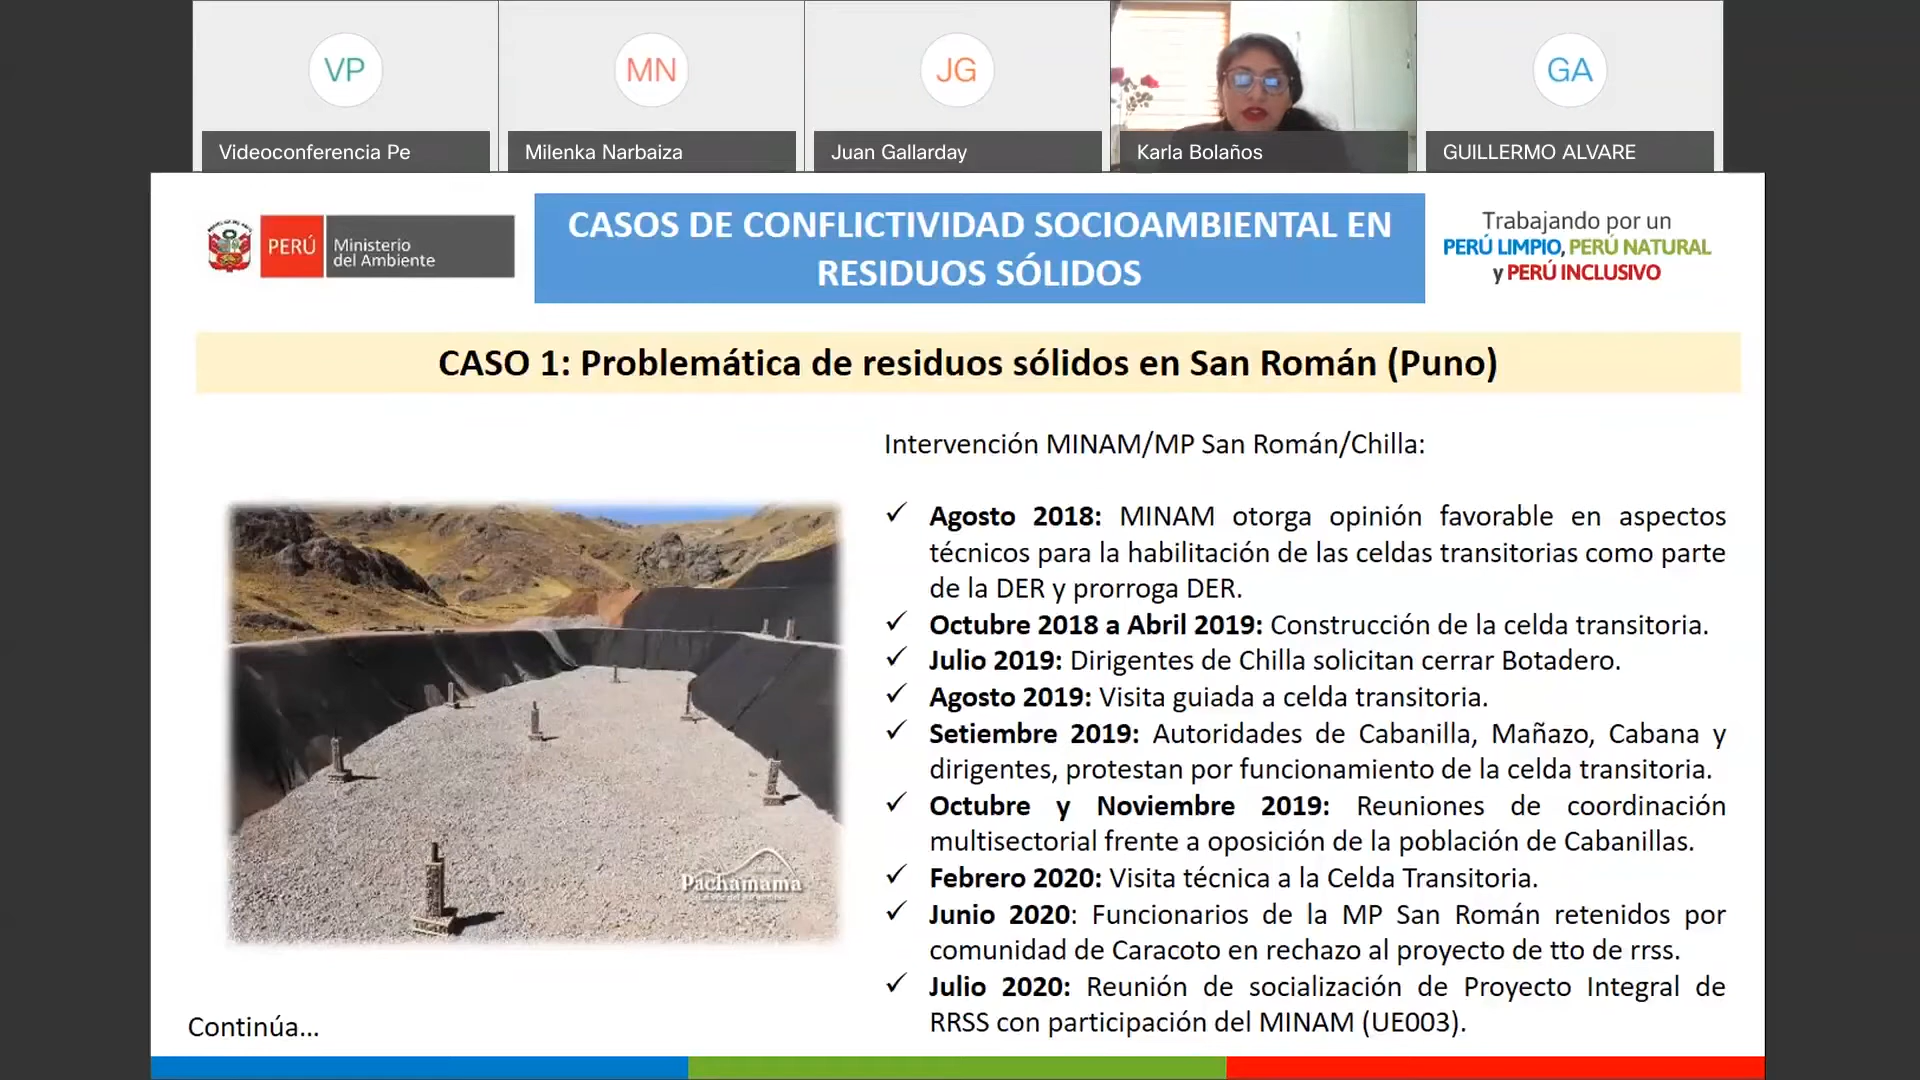 VP
MN
JG
GA
Videoconferencia Pe
Milenka Narbaiza
Juan Gallarday
Karla Bolaños
GUILLERMO ALVARE
PERÚ
Ministerio
del Ambiente
CASOS DE CONFLICTIVIDAD SOCIOAMBIENTAL EN
RESIDUOS SÓLIDOS
Trabajando por un
PERÚ LIMPIO, PERÚ NATURAL
y PERÚ INCLUSIVO
CASO 1: Problemática de residuos sólidos en San Román (Puno)
Intervención MINAM/MP San Román/Chilla:
✓ Agosto 2018: MINAM otorga opinión favorable en aspectos
técnicos para la habilitación de las celdas transitorias como parte
de la DER y prorroga DER.
✓ Octubre 2018 a Abril 2019: Construcción de la celda transitoria.
✓ Julio 2019: Dirigentes de Chilla solicitan cerrar Botadero.
✓ Agosto 2019: Visita guiada a celda transitoria.
✓ Setiembre 2019: Autoridades de Cabanilla, Mañazo, Cabana y
dirigentes, protestan por funcionamiento de la celda transitoria.
✓ Octubre y Noviembre 2019: Reuniones de coordinación
multisectorial frente a oposición de la población de Cabanillas.
✓ Febrero 2020: Visita técnica a la Celda Transitoria.
✓ Junio 2020: Funcionarios de la MP San Román retenidos por
comunidad de Caracoto en rechazo al proyecto de tto de rrss.
✓ Julio 2020: Reunión de socialización de Proyecto Integral de
RRSS con participación del MINAM (UE003).
Pachamama
Continúa...